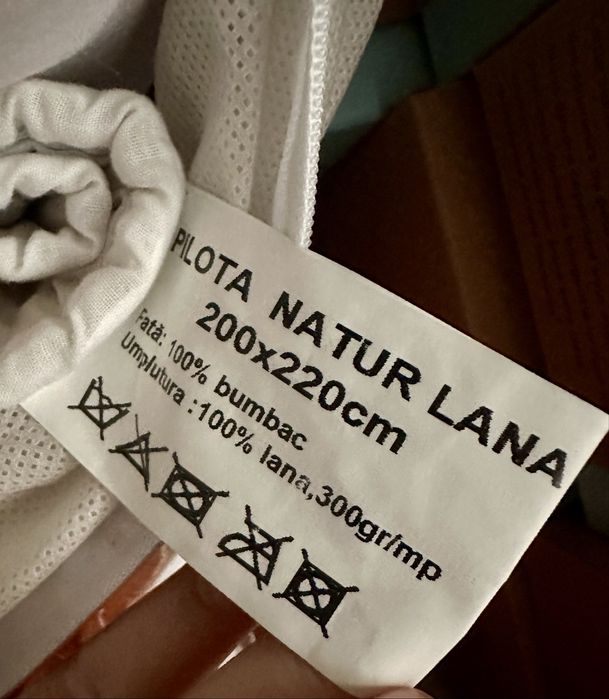 PILOTA NATUR LANA
200x220cm
Fată: 100% bumbac
Umplutura :100% lana,300gr/mp